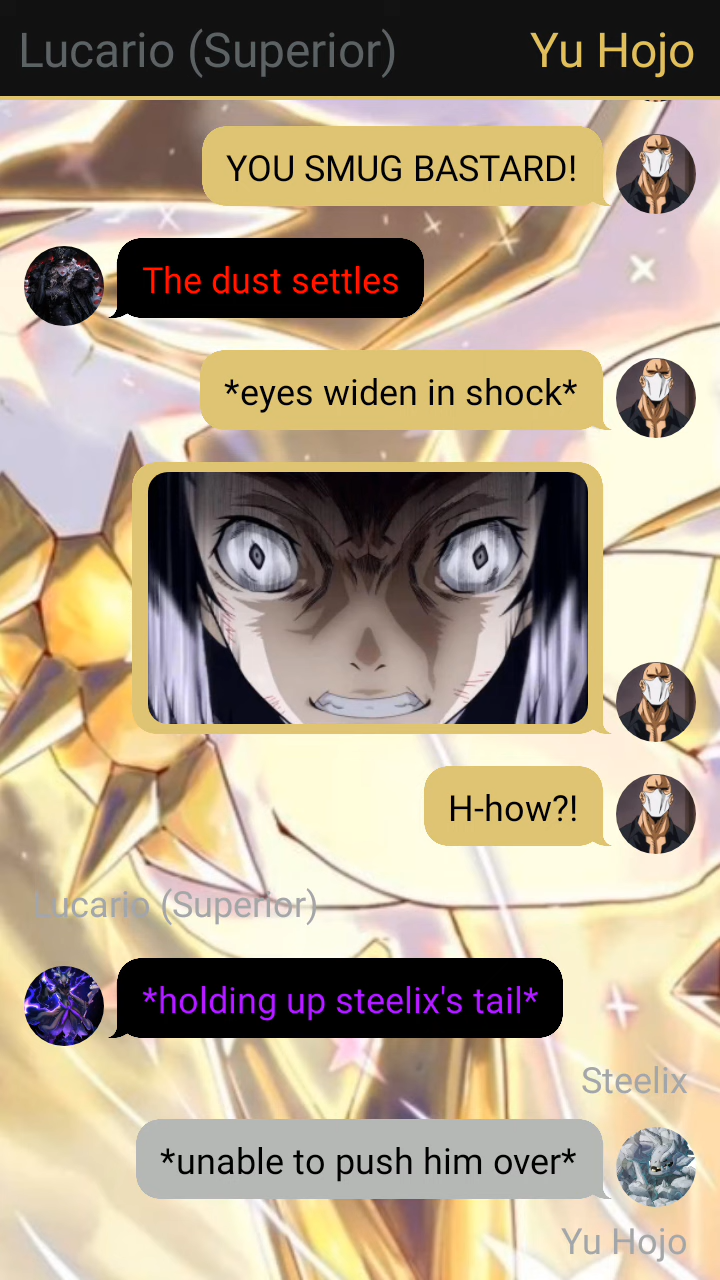 Lucario (Superior)
Yu Hojo
YOU SMUG BASTARD!
The dust settles
*eyes widen in shock*
H-how?!
Lucario (Superior)
*holding up steelix's tail*
Steelix
*unable to push him over*
Yu Hojo